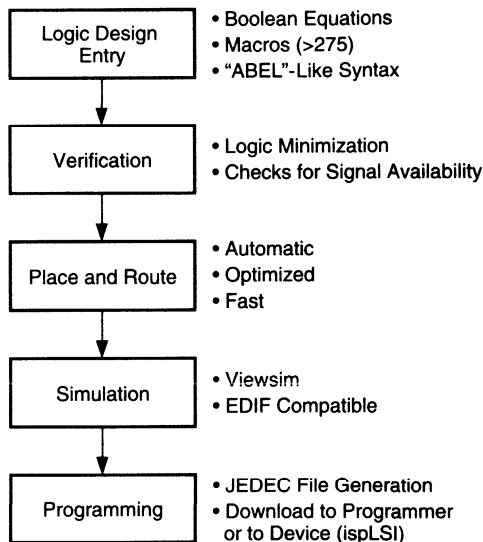 Logic Design
Entry
• Boolean Equations
• Macros (>275)
• “ABEL”-Like Syntax
Verification
• Logic Minimization
• Checks for Signal Availability
Place and Route
• Automatic
• Optimized
• Fast
Simulation
• Viewsim
• EDIF Compatible
Programming
• JEDEC File Generation
• Download to Programmer
or to Device (ispLSI)